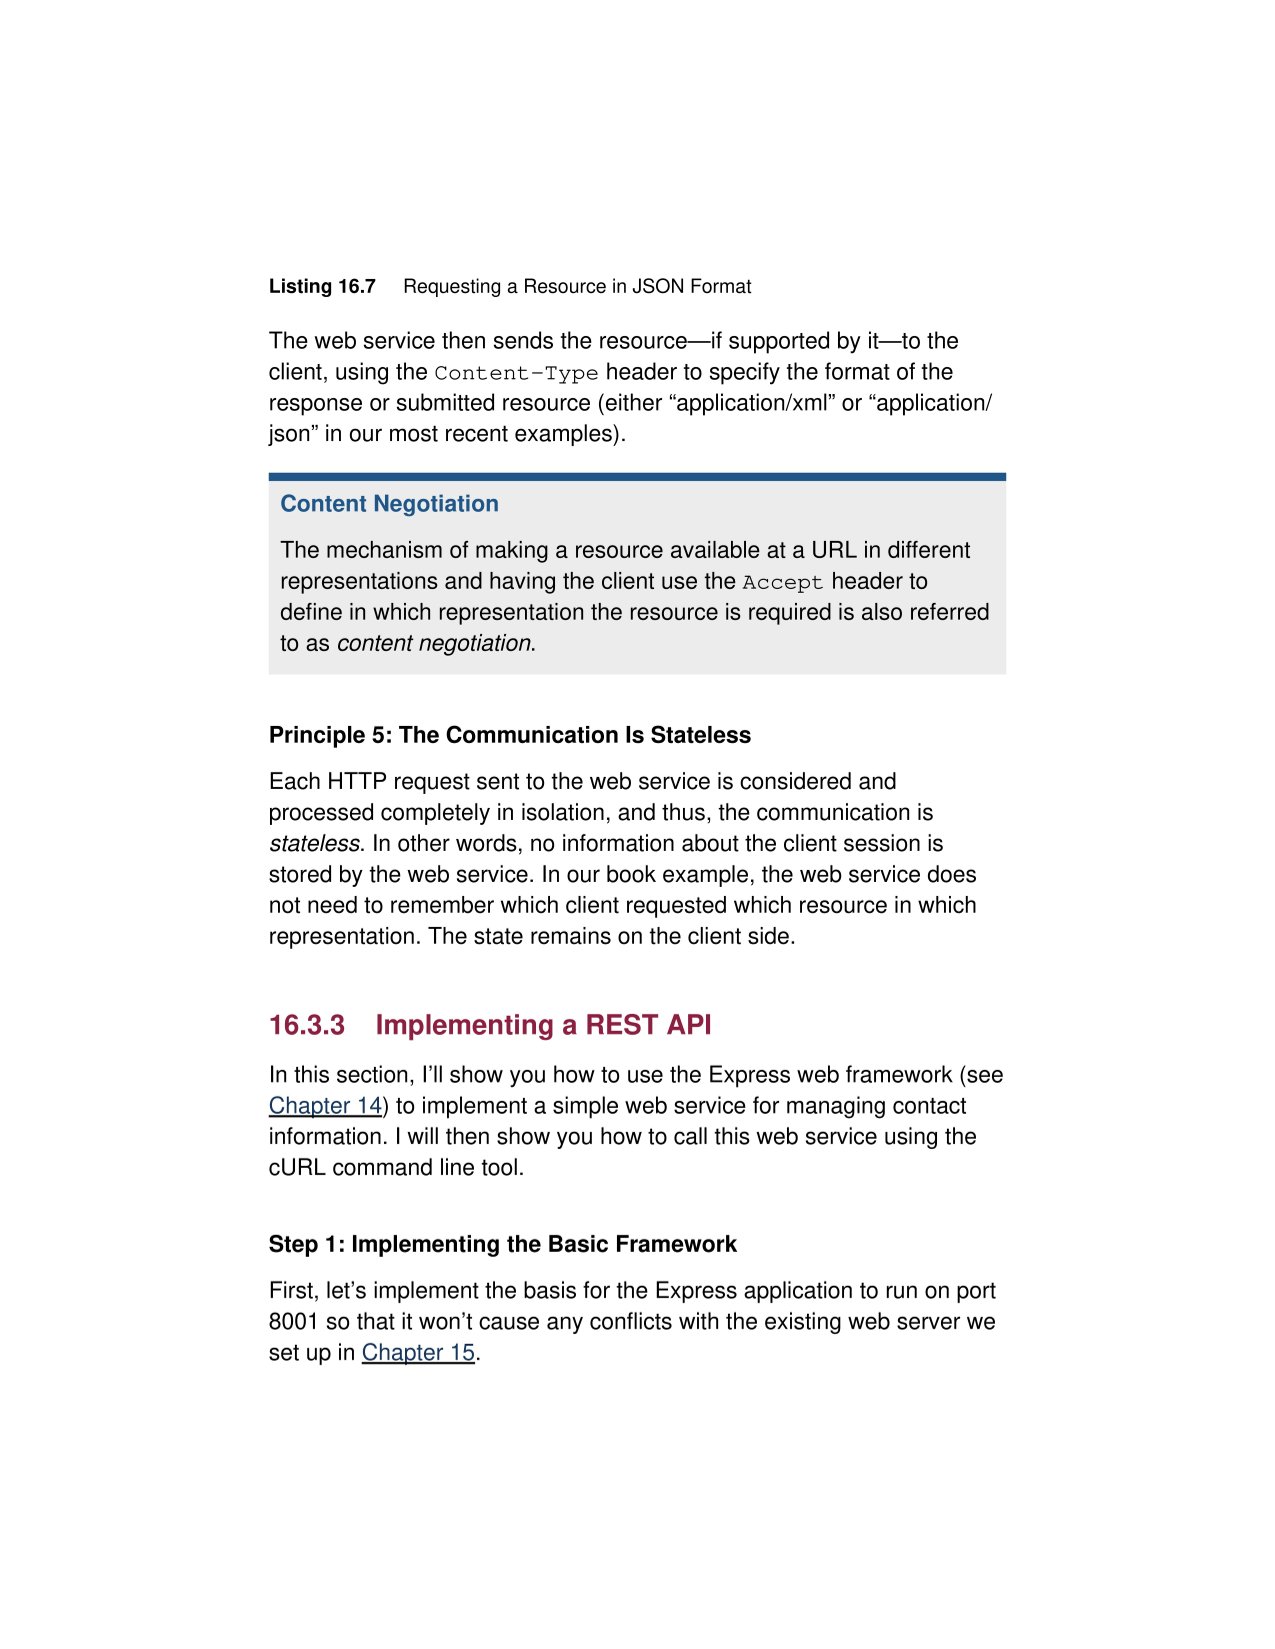 Listing 16.7 Requesting a Resource in JSON Format
The web service then sends the resource—if supported by it—to the
client, using the Content-Type header to specify the format of the
response or submitted resource (either “application/xml” or “application/
json” in our most recent examples).
Content Negotiation
The mechanism of making a resource available at a URL in different
representations and having the client use the Accept header to
define in which representation the resource is required is also referred
to as content negotiation.
Principle 5: The Communication Is Stateless
Each HTTP request sent to the web service is considered and
processed completely in isolation, and thus, the communication is
stateless. In other words, no information about the client session is
stored by the web service. In our book example, the web service does
not need to remember which client requested which resource in which
representation. The state remains on the client side.
16.3.3 Implementing a REST API
In this section, I’ll show you how to use the Express web framework (see
Chapter 14) to implement a simple web service for managing contact
information. I will then show you how to call this web service using the
cURL command line tool.
Step 1: Implementing the Basic Framework
First, let’s implement the basis for the Express application to run on port
8001 so that it won’t cause any conflicts with the existing web server we
set up in Chapter 15.